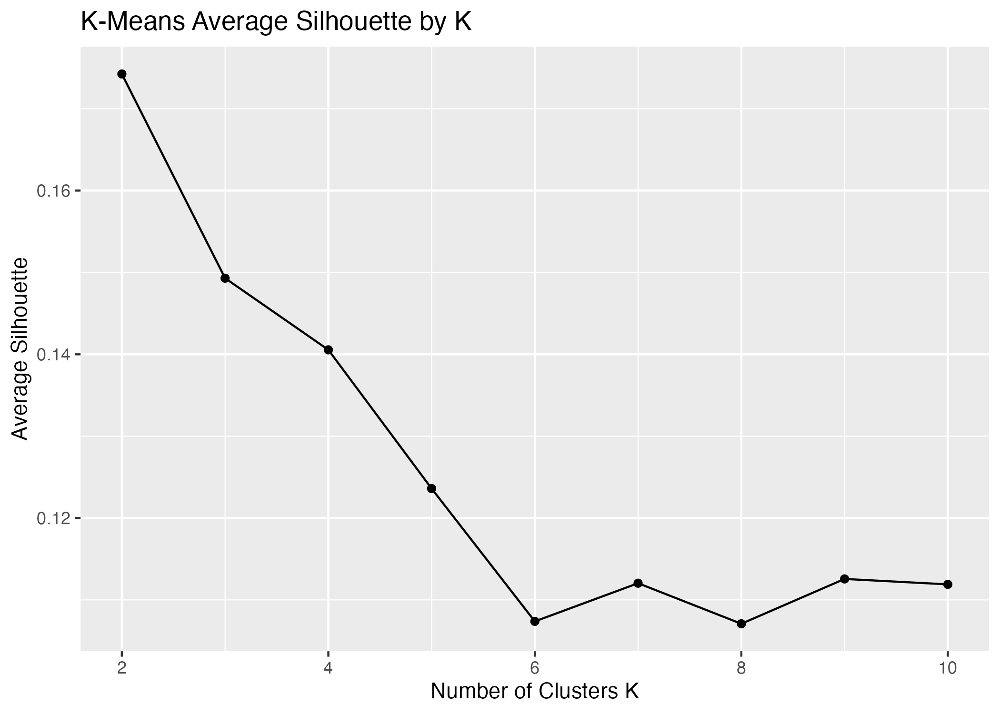 K-Means Average Silhouette by K
Average Silhouette
0.16
0.14
0.12
2 4 6 8 10
Number of Clusters K